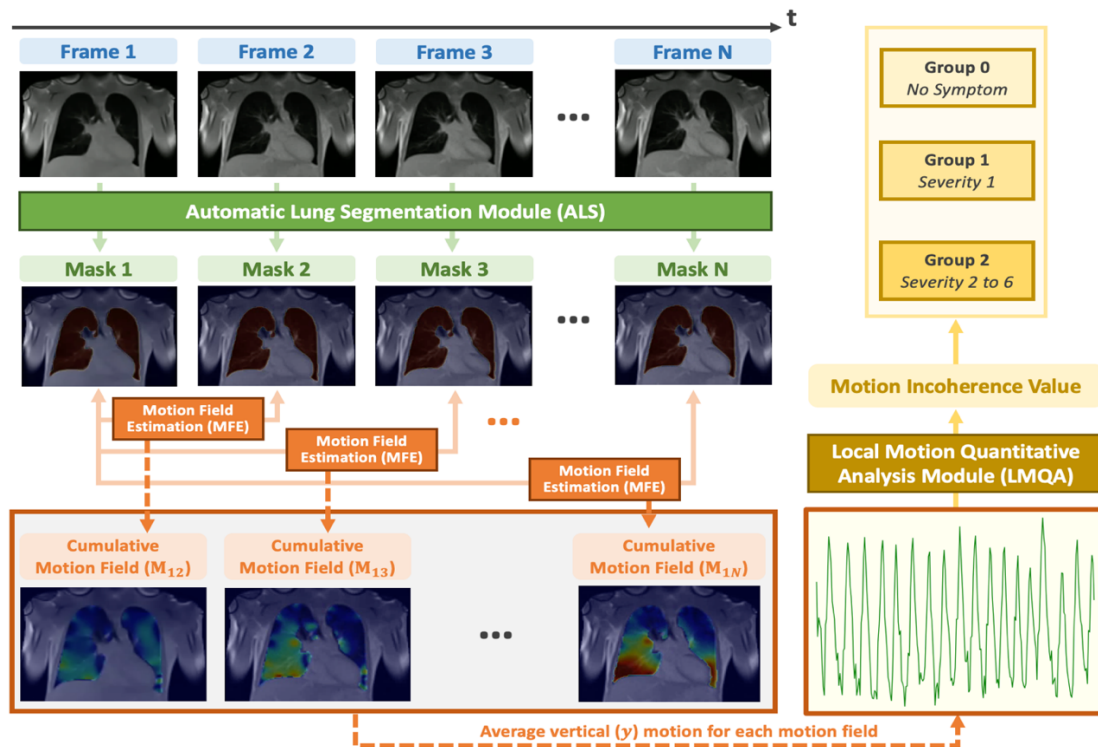 t
Frame 1
Frame 2
Frame 3
Frame N
...
Automatic Lung Segmentation Module (ALS)
Mask 1
Mask 2
Mask 3
Mask N
...
Motion Field
Estimation (MFE)
...
Motion Field
Estimation (MFE)
Motion Field
Estimation (MFE)
Cumulative
Motion Field (M₁₂)
Cumulative
Motion Field (M₁₃)
Cumulative
Motion Field (M₁N)
...
Average vertical (y) motion for each motion field
Group 0
No Symptom
Group 1
Severity 1
Group 2
Severity 2 to 6
Motion Incoherence Value
Local Motion Quantitative
Analysis Module (LMQA)